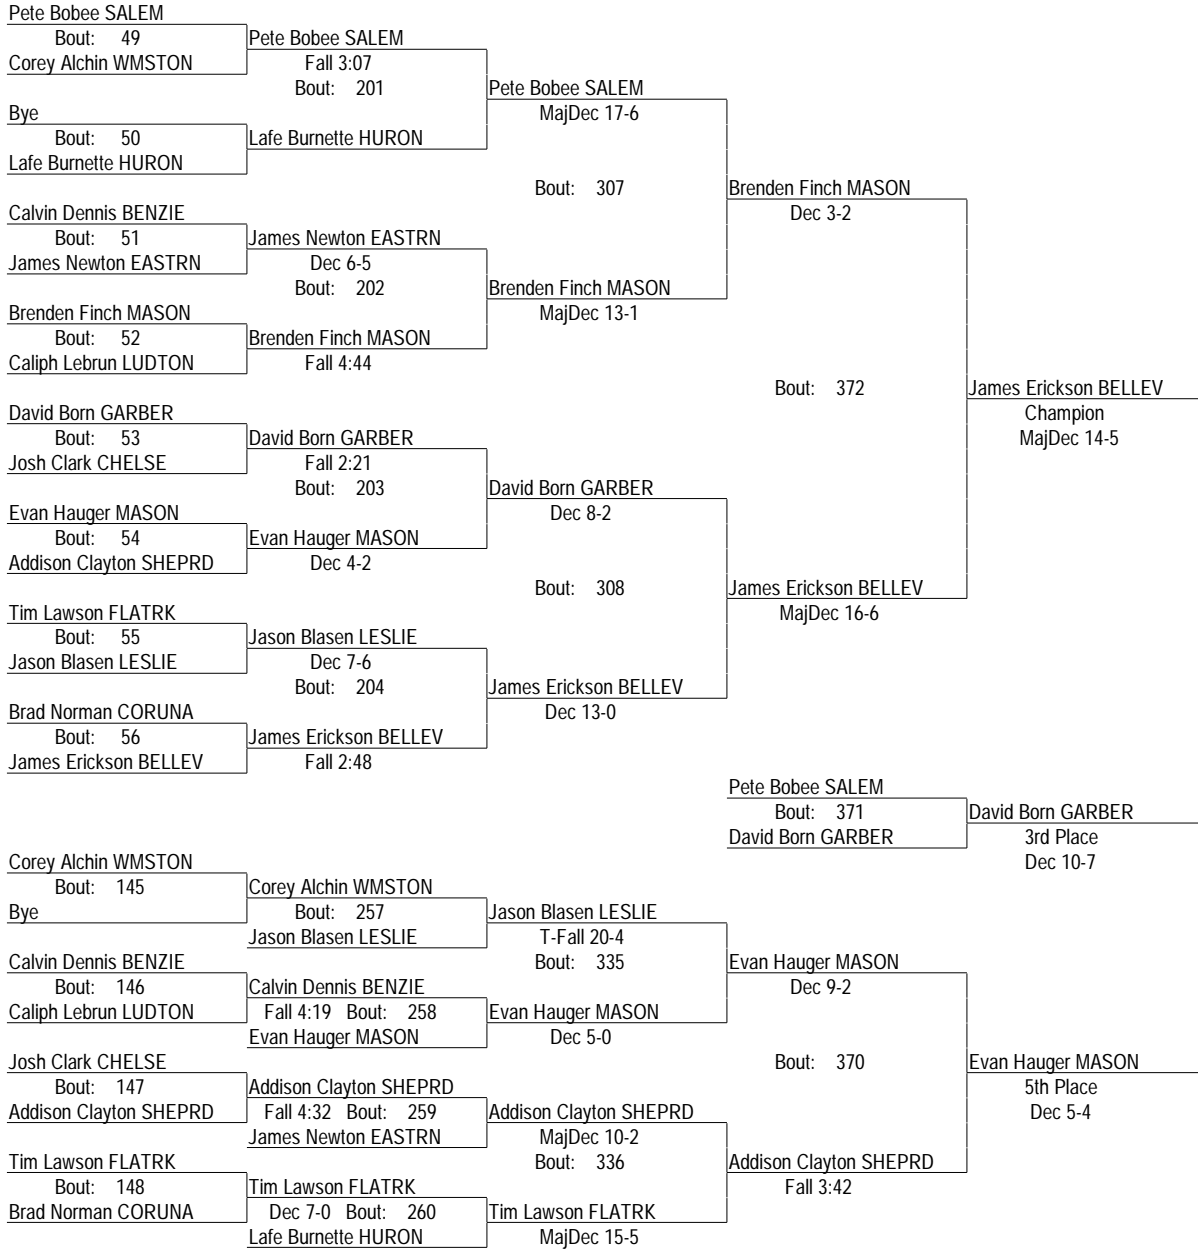 Pete Bobee SALEM
Bout: 49 Pete Bobee SALEM
Corey Alchin WMSTON Fall 3:07
Bout: 201 Pete Bobee SALEM
Bye MajDec 17-6
Bout: 50 Lafe Burnette HURON
Lafe Burnette HURON
Bout: 307 Brenden Finch MASON
Calvin Dennis BENZIE Dec 3-2
Bout: 51 James Newton EASTRN
James Newton EASTRN Dec 6-5
Bout: 202 Brenden Finch MASON
Brenden Finch MASON MajDec 13-1
Bout: 52 Brenden Finch MASON
Caliph Lebrun LUDTON Fall 4:44
Bout: 372 James Erickson BELLEV
David Born GARBER Champion
Bout: 53 David Born GARBER MajDec 14-5
Josh Clark CHELSE Fall 2:21
Bout: 203 David Born GARBER
Evan Hauger MASON Dec 8-2
Bout: 54 Evan Hauger MASON
Addison Clayton SHEPRD Dec 4-2
Bout: 308 James Erickson BELLEV
Tim Lawson FLATRK MajDec 16-6
Bout: 55 Jason Blasen LESLIE
Jason Blasen LESLIE Dec 7-6
Bout: 204 James Erickson BELLEV
Brad Norman CORUNA Dec 13-0
Bout: 56 James Erickson BELLEV
James Erickson BELLEV Fall 2:48
Pete Bobee SALEM
Bout: 371 David Born GARBER
David Born GARBER 3rd Place
Corey Alchin WMSTON Dec 10-7
Bout: 145 Corey Alchin WMSTON
Bye Bout: 257 Jason Blasen LESLIE
Jason Blasen LESLIE T-Fall 20-4
Calvin Dennis BENZIE Bout: 335 Evan Hauger MASON
Bout: 146 Calvin Dennis BENZIE Dec 9-2
Caliph Lebrun LUDTON Fall 4:19 Bout: 258 Evan Hauger MASON
Evan Hauger MASON Dec 5-0
Josh Clark CHELSE Bout: 370 Evan Hauger MASON
Bout: 147 Addison Clayton SHEPRD 5th Place
Addison Clayton SHEPRD Fall 4:32 Bout: 259 Addison Clayton SHEPRD Dec 5-4
James Newton EASTRN MajDec 10-2
Tim Lawson FLATRK Bout: 336 Addison Clayton SHEPRD
Bout: 148 Tim Lawson FLATRK Fall 3:42
Brad Norman CORUNA Dec 7-0 Bout: 260 Tim Lawson FLATRK
Lafe Burnette HURON MajDec 15-5